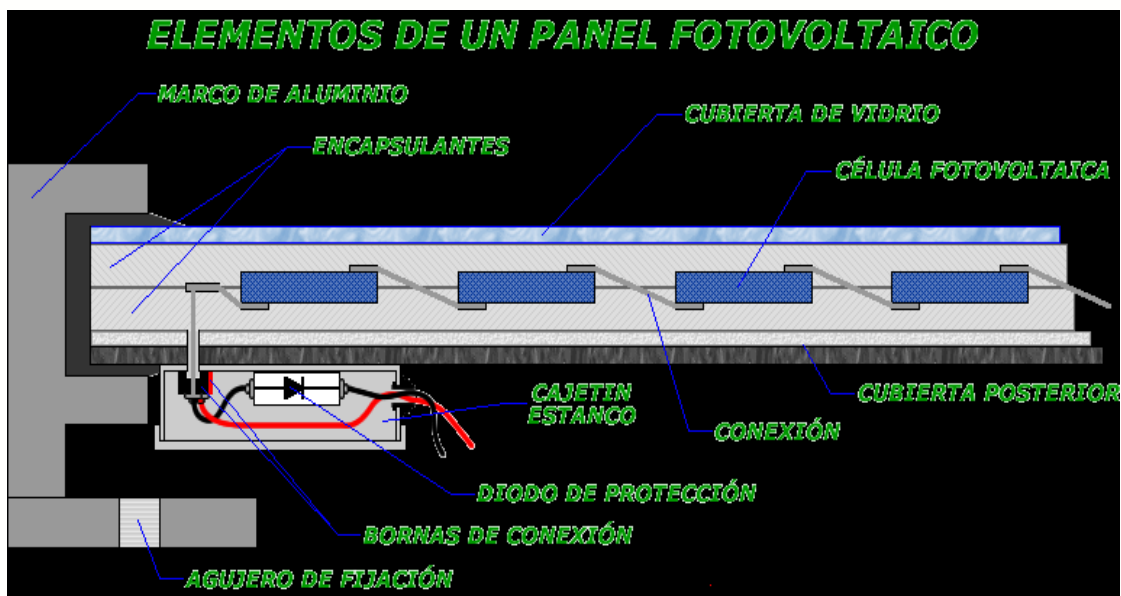 ELEMENTOS DE UN PANEL FOTOVOLTAICO
MARCO DE ALUMINIO
CUBIERTA DE VIDRIO
ENCAPSULANTES
CÉLULA FOTOVOLTAICA
CAJETIN
ESTANCO
CUBIERTA POSTERIOR
CONEXIÓN
DIODO DE PROTECCIÓN
BORNAS DE CONEXIÓN
AGUJERO DE FIJACIÓN